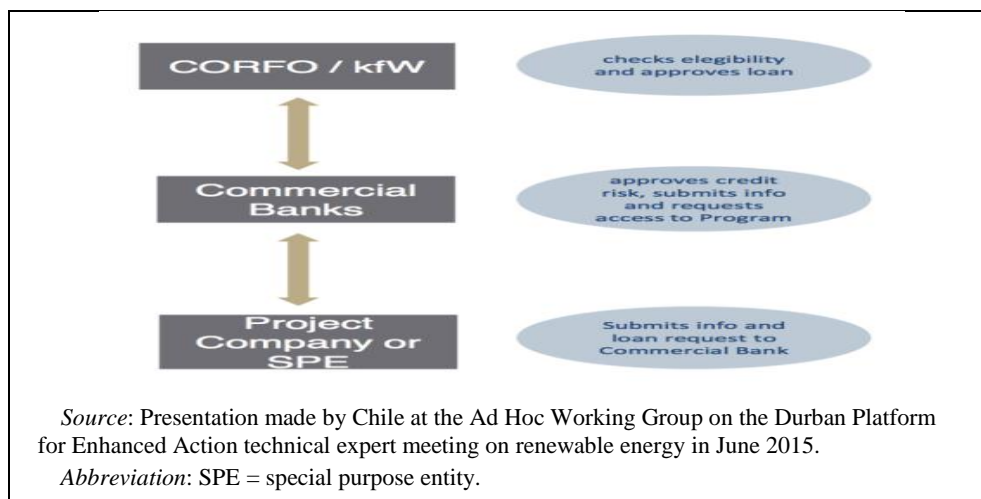 CORFO / kfW
checks elegibility
and approves loan
Commercial
Banks
approves credit
risk, submits info
and requests
access to Program
Project
Company or
SPE
Submits info and
loan request to
Commercial Bank
Source: Presentation made by Chile at the Ad Hoc Working Group on the Durban Platform
for Enhanced Action technical expert meeting on renewable energy in June 2015.
Abbreviation: SPE = special purpose entity.